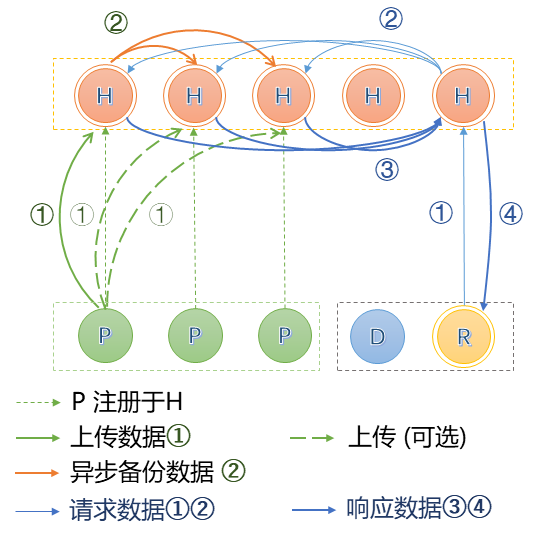 ②
②
H H H H H
③
① ① ①
① ④
P P P D R
P 注册于H
上传数据① 上传 (可选)
异步备份数据 ②
请求数据①② 响应数据③④